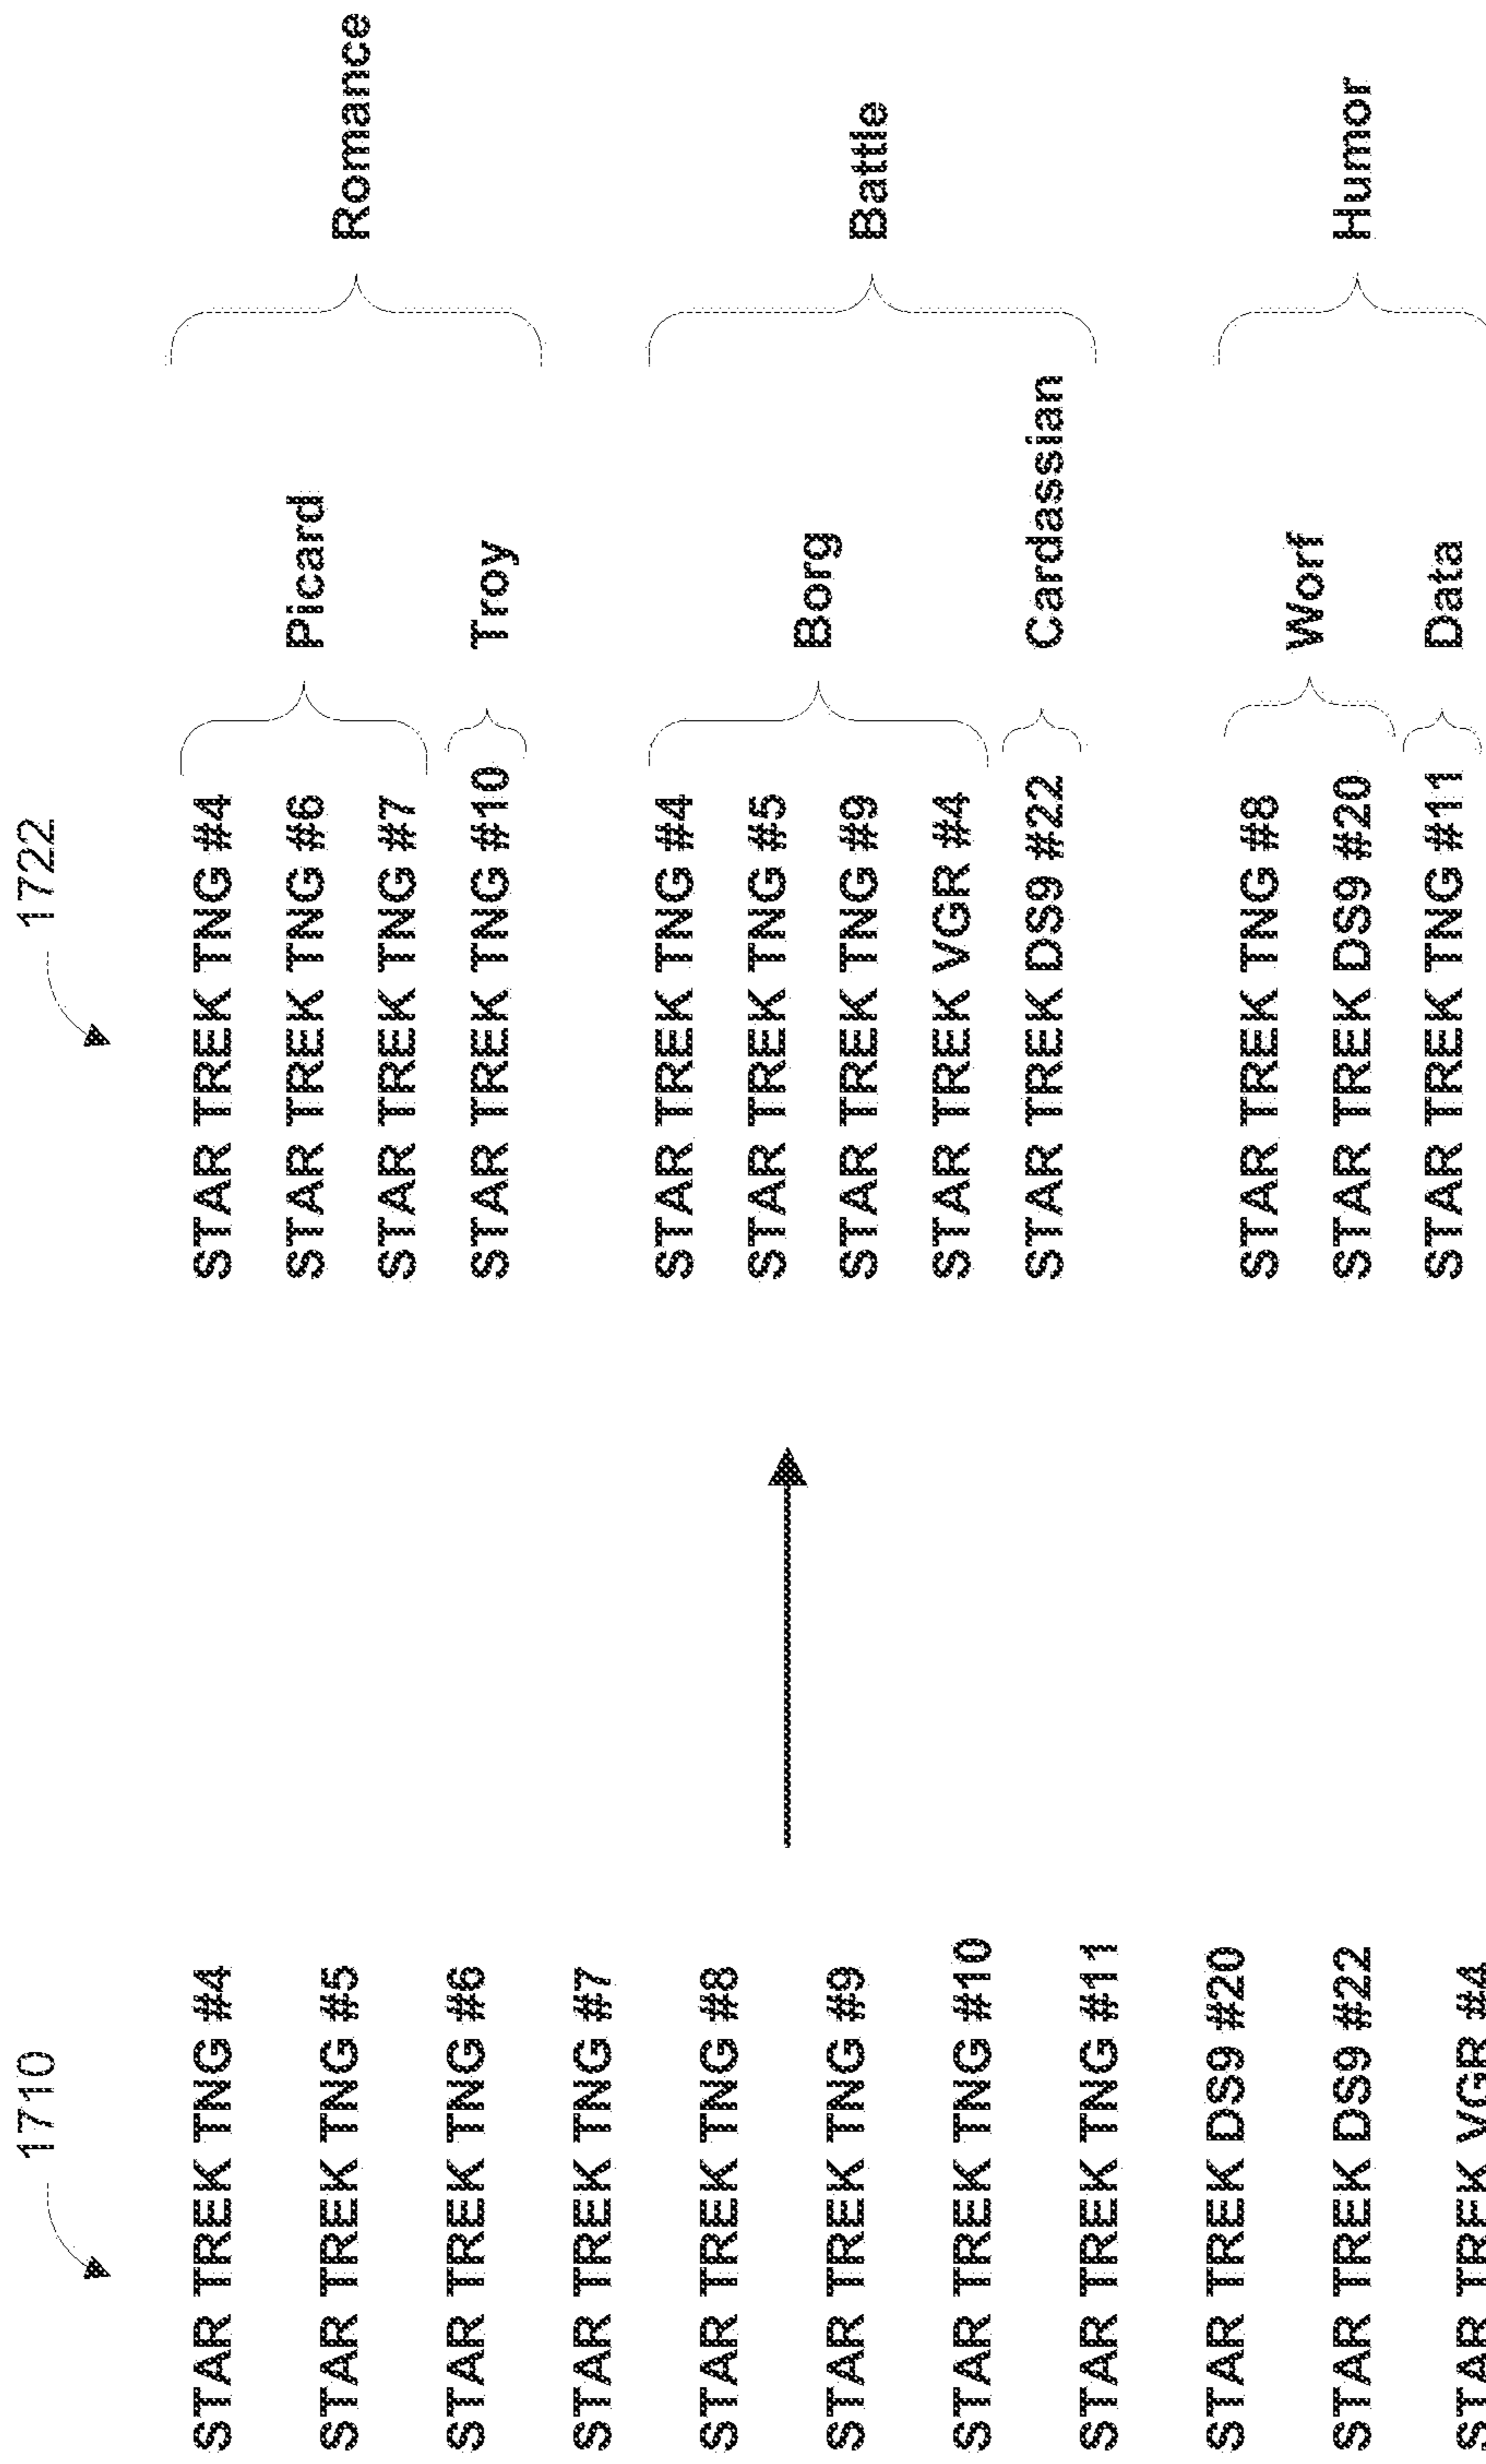 1710
STAR TREK TNG #4
STAR TREK TNG #5
STAR TREK TNG #6
STAR TREK TNG #7
STAR TREK TNG #8
STAR TREK TNG #9
STAR TREK TNG #10
STAR TREK TNG #11
STAR TREK DS9 #20
STAR TREK DS9 #22
STAR TREK VGR #4
1722
STAR TREK TNG #4
STAR TREK TNG #6
STAR TREK TNG #7
STAR TREK TNG #10
Picard
Troy
Romance
STAR TREK TNG #4
STAR TREK TNG #5
STAR TREK TNG #9
STAR TREK VGR #4
STAR TREK DS9 #22
Borg
Cardassian
Battle
STAR TREK TNG #8
STAR TREK DS9 #20
STAR TREK TNG #11
Worf
Data
Humor